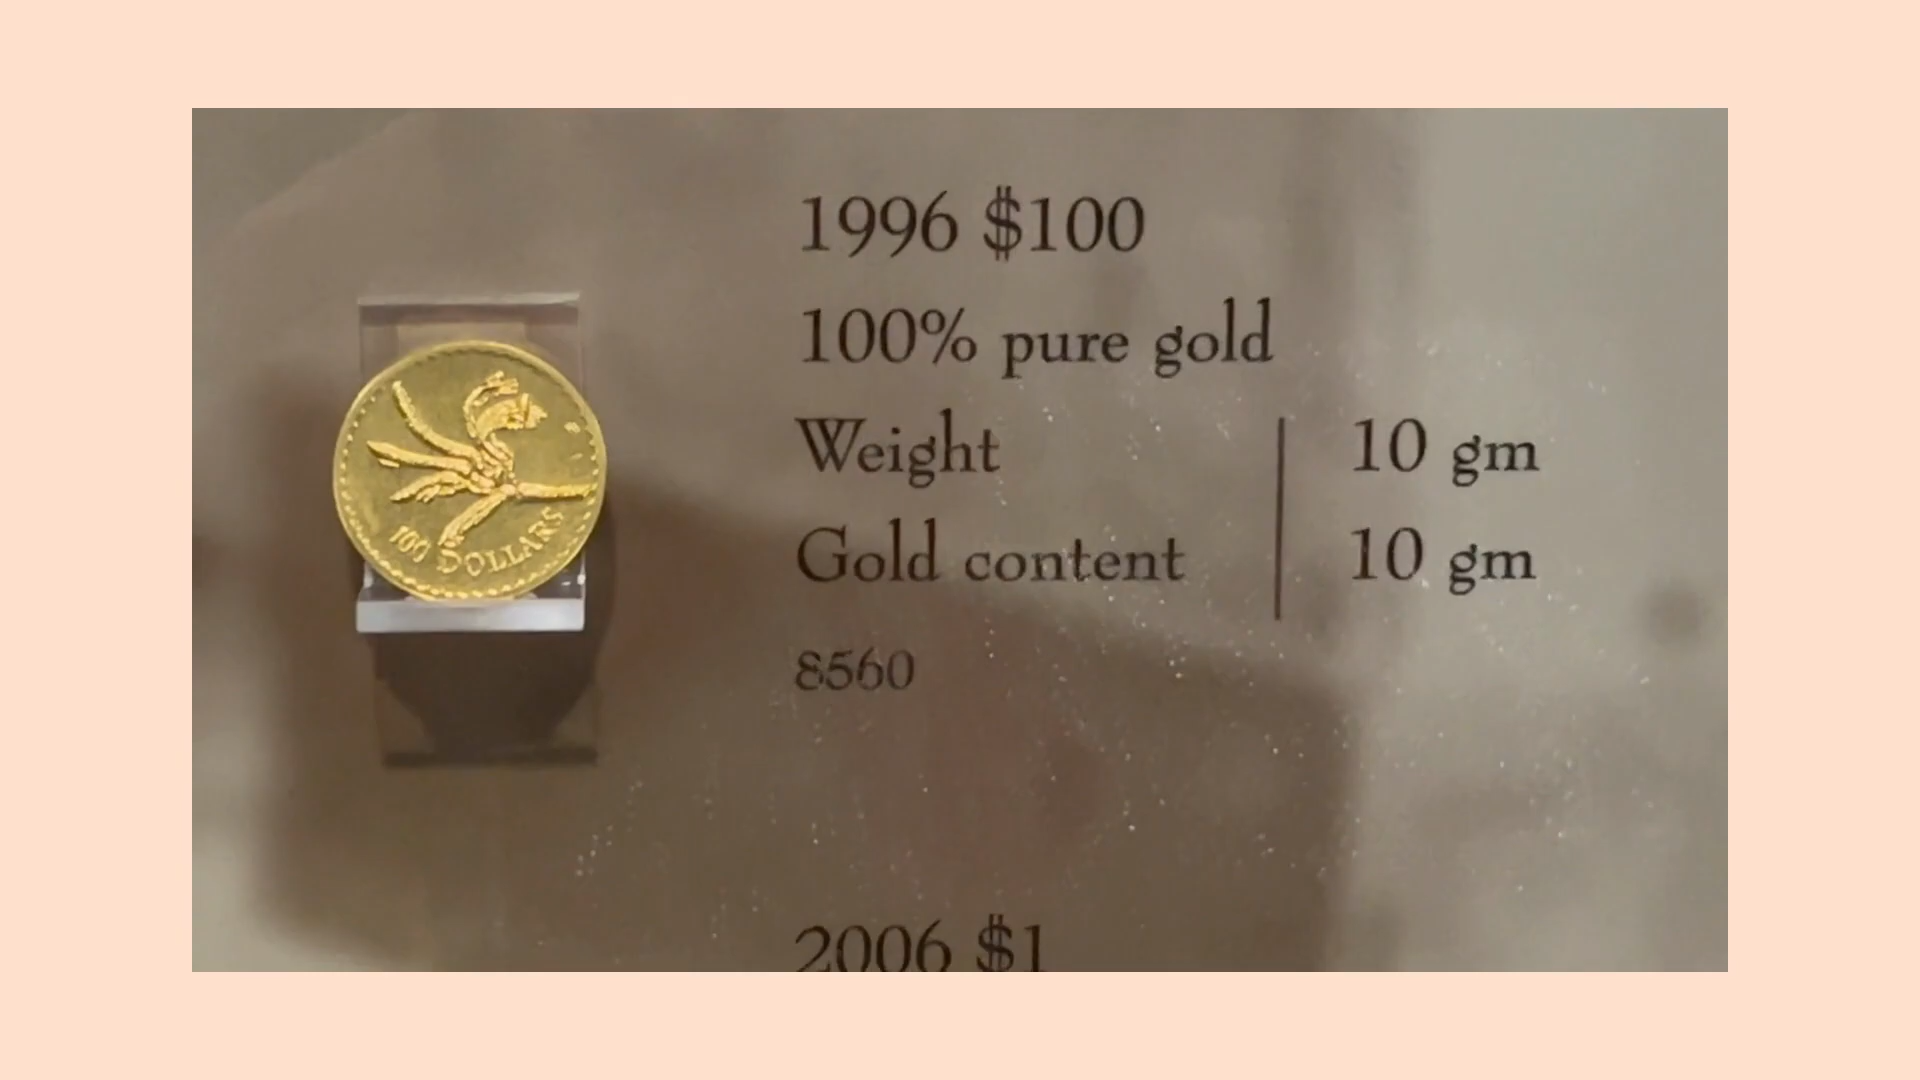 100 DOLLARS
1996 $100
100% pure gold
Weight 10 gm
Gold content 10 gm
8560
2006 $1